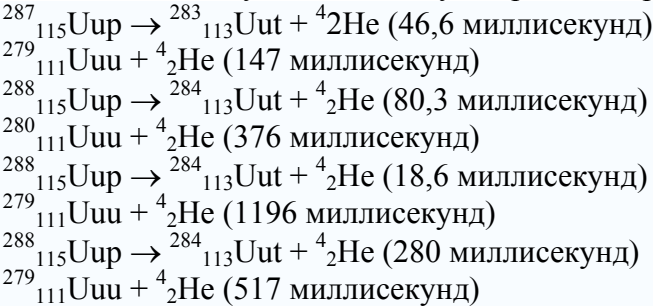 ²⁸⁷₁₁₅Uup → ²⁸³₁₁₃Uut + ⁴2He (46,6 миллисекунд)
²⁷⁹₁₁₁Uuu + ⁴₂He (147 миллисекунд)
²⁸⁸₁₁₅Uup → ²⁸⁴₁₁₃Uut + ⁴₂He (80,3 миллисекунд)
²⁸⁰₁₁₁Uuu + ⁴₂He (376 миллисекунд)
²⁸⁸₁₁₅Uup → ²⁸⁴₁₁₃Uut + ⁴₂He (18,6 миллисекунд)
²⁷⁹₁₁₁Uuu + ⁴₂He (1196 миллисекунд)
²⁸⁸₁₁₅Uup → ²⁸⁴₁₁₃Uut + ⁴₂He (280 миллисекунд)
²⁷⁹₁₁₁Uuu + ⁴₂He (517 миллисекунд)